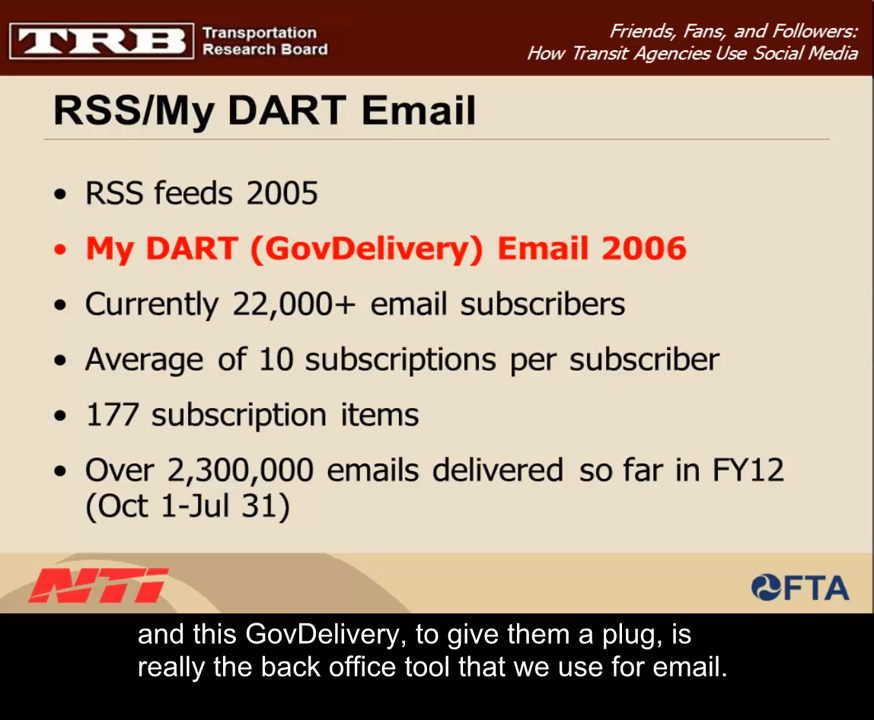 TRB Transportation
Research Board
Friends, Fans, and Followers:
How Transit Agencies Use Social Media
RSS/My DART Email
• RSS feeds 2005
• My DART (GovDelivery) Email 2006
• Currently 22,000+ email subscribers
• Average of 10 subscriptions per subscriber
• 177 subscription items
• Over 2,300,000 emails delivered so far in FY12
(Oct 1-Jul 31)
NTI
FTA
and this GovDelivery, to give them a plug, is
really the back office tool that we use for email.